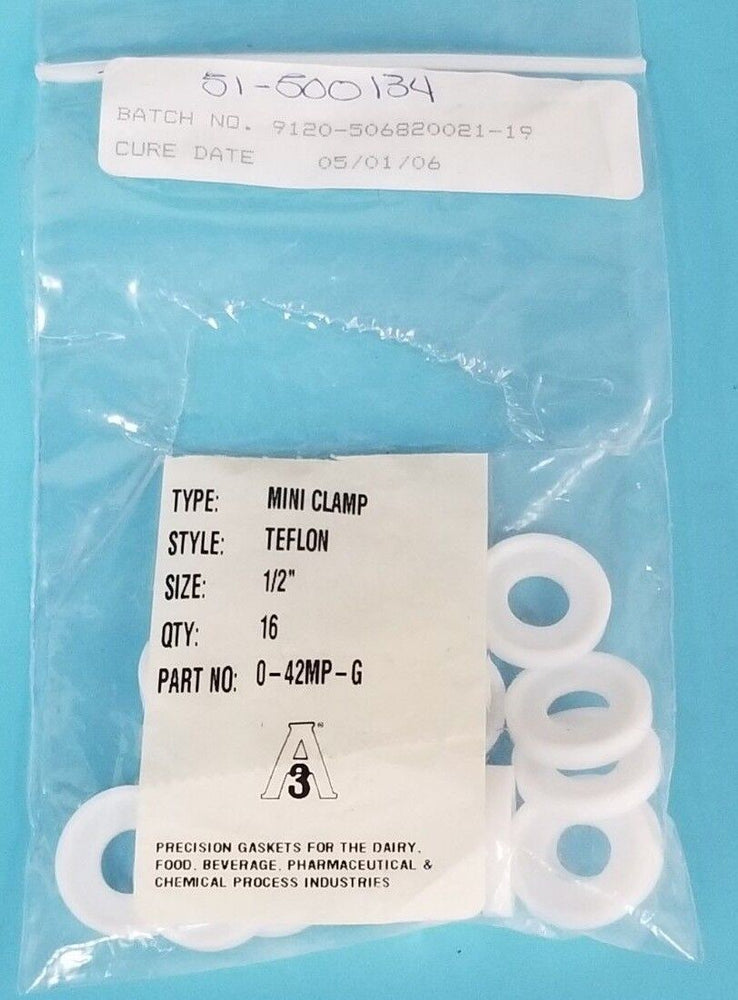 51-500134
BATCH NO. 9120-506820021-19
CURE DATE 05/01/06
TYPE: MINI CLAMP
STYLE: TEFLON
SIZE: 1/2"
QTY: 16
PART NO: 0-42MP-G
A
3
PRECISION GASKETS FOR THE DAIRY,
FOOD, BEVERAGE, PHARMACEUTICAL &
CHEMICAL PROCESS INDUSTRIES